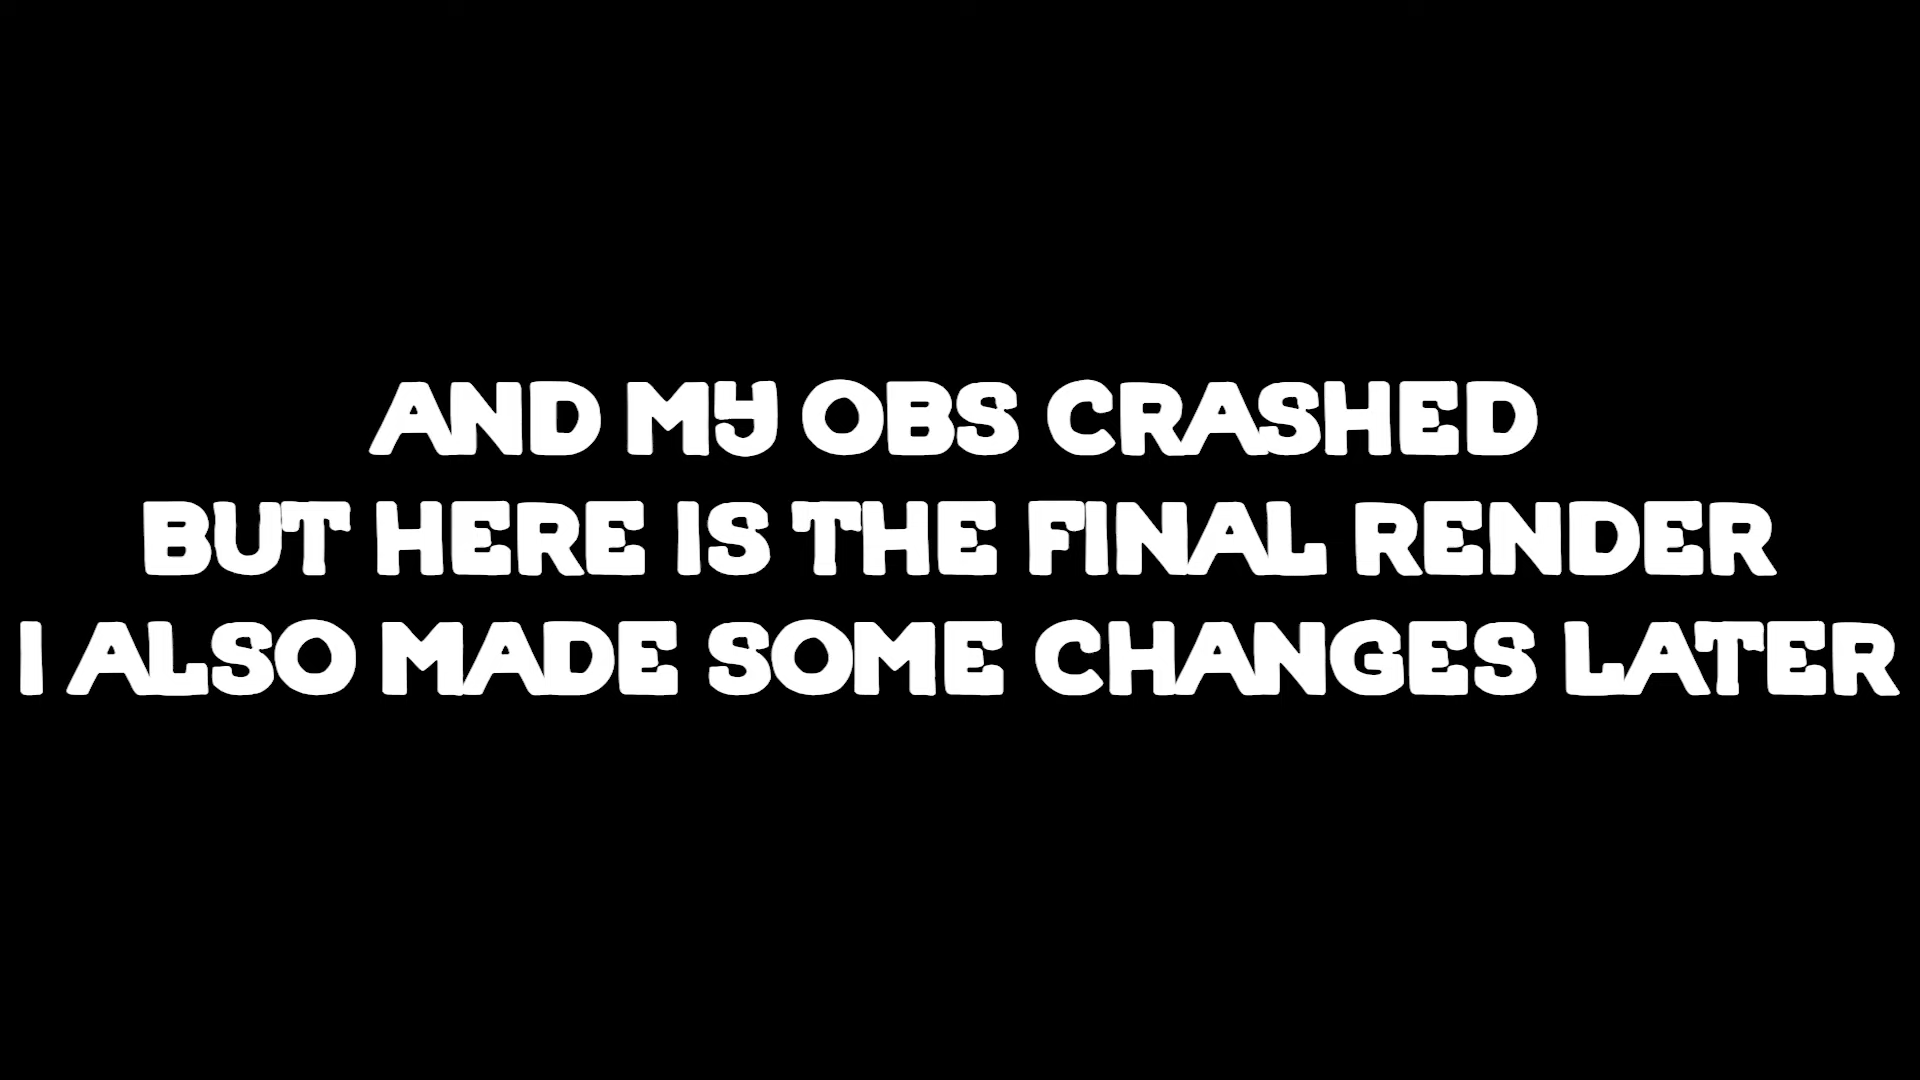 AND MY OBS CRASHED
BUT HERE IS THE FINAL RENDER
I ALSO MADE SOME CHANGES LATER